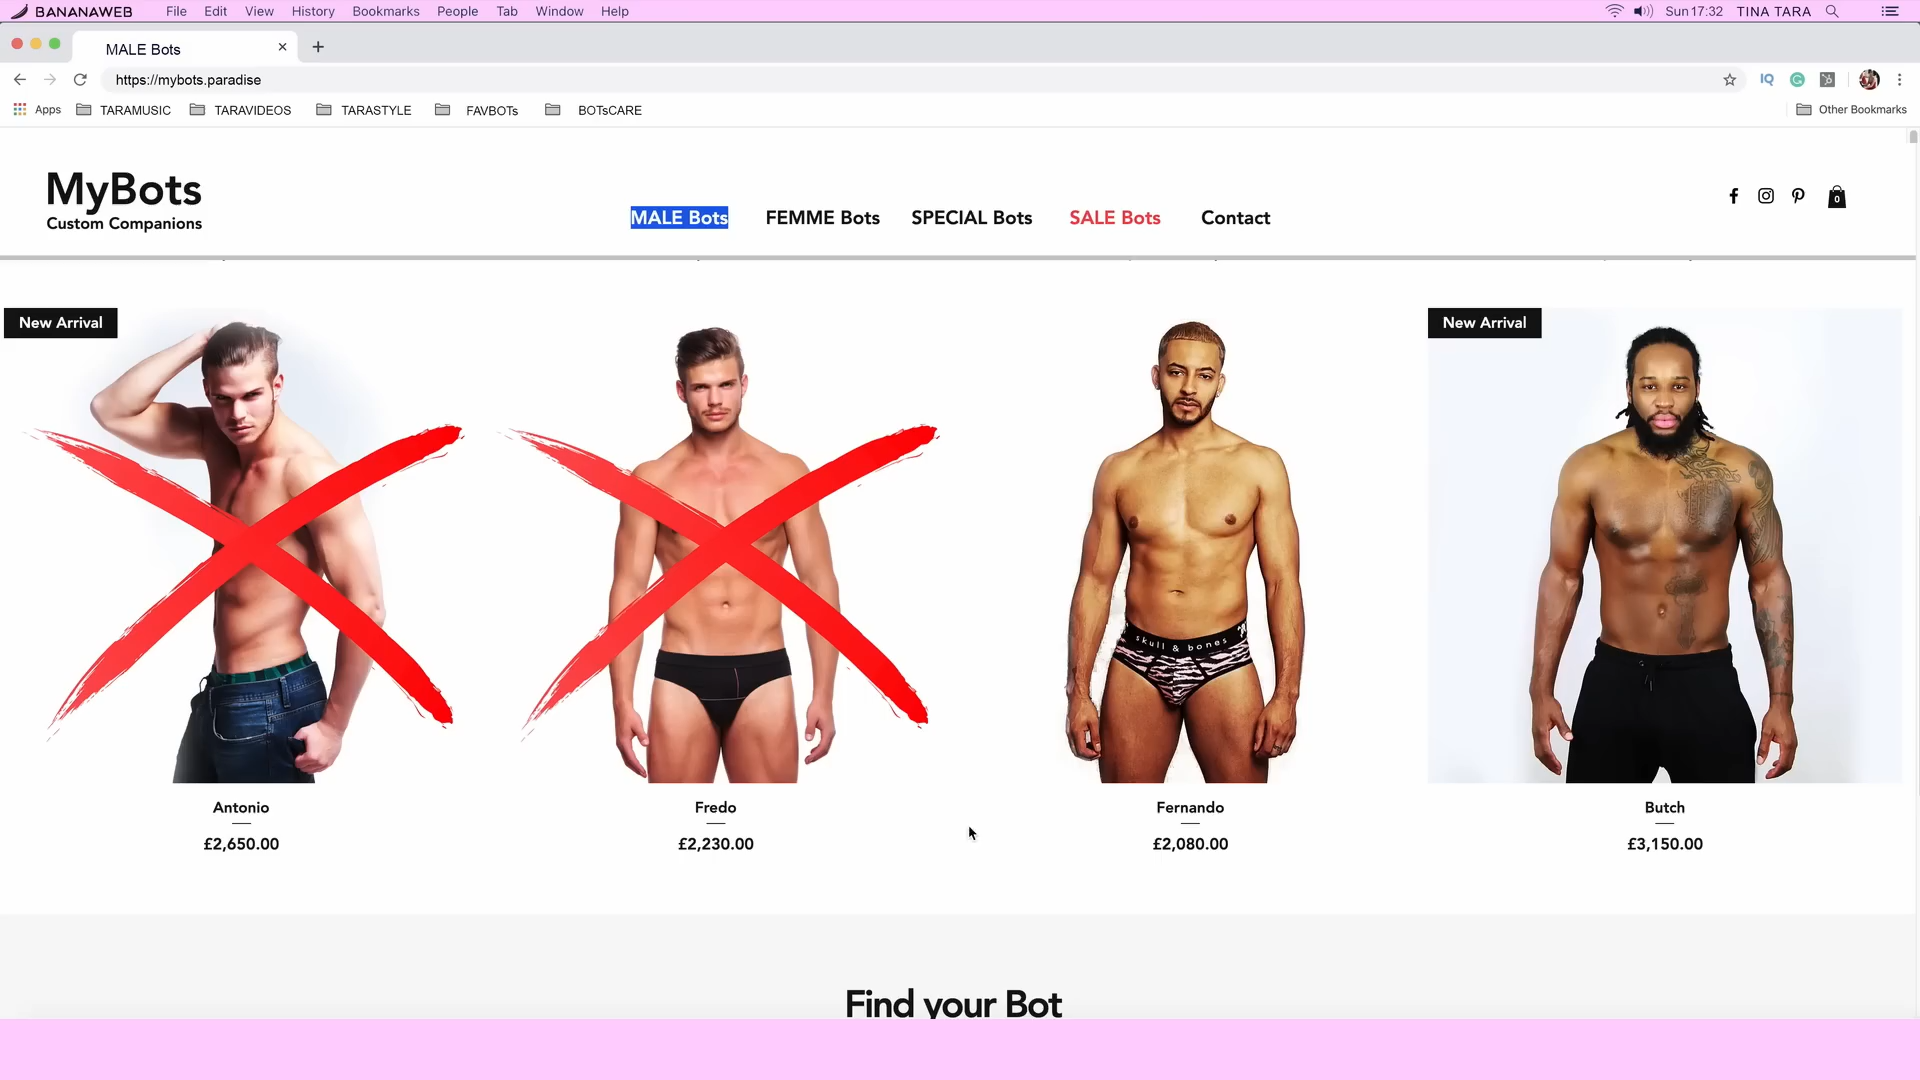 BANANAWEB File Edit View History Bookmarks People Tab Window Help Sun 17:32 TINA TARA
MALE Bots
https://mybots.paradise
IQ
Apps TARAMUSIC TARAVIDEOS TARASTYLE FAVBOTs BOTsCARE Other Bookmarks
MyBots
Custom Companions
MALE Bots FEMME Bots SPECIAL Bots SALE Bots Contact
0
New Arrival
New Arrival
skull & bones
Antonio
£2,650.00
Fredo
£2,230.00
Fernando
£2,080.00
Butch
£3,150.00
Find your Bot